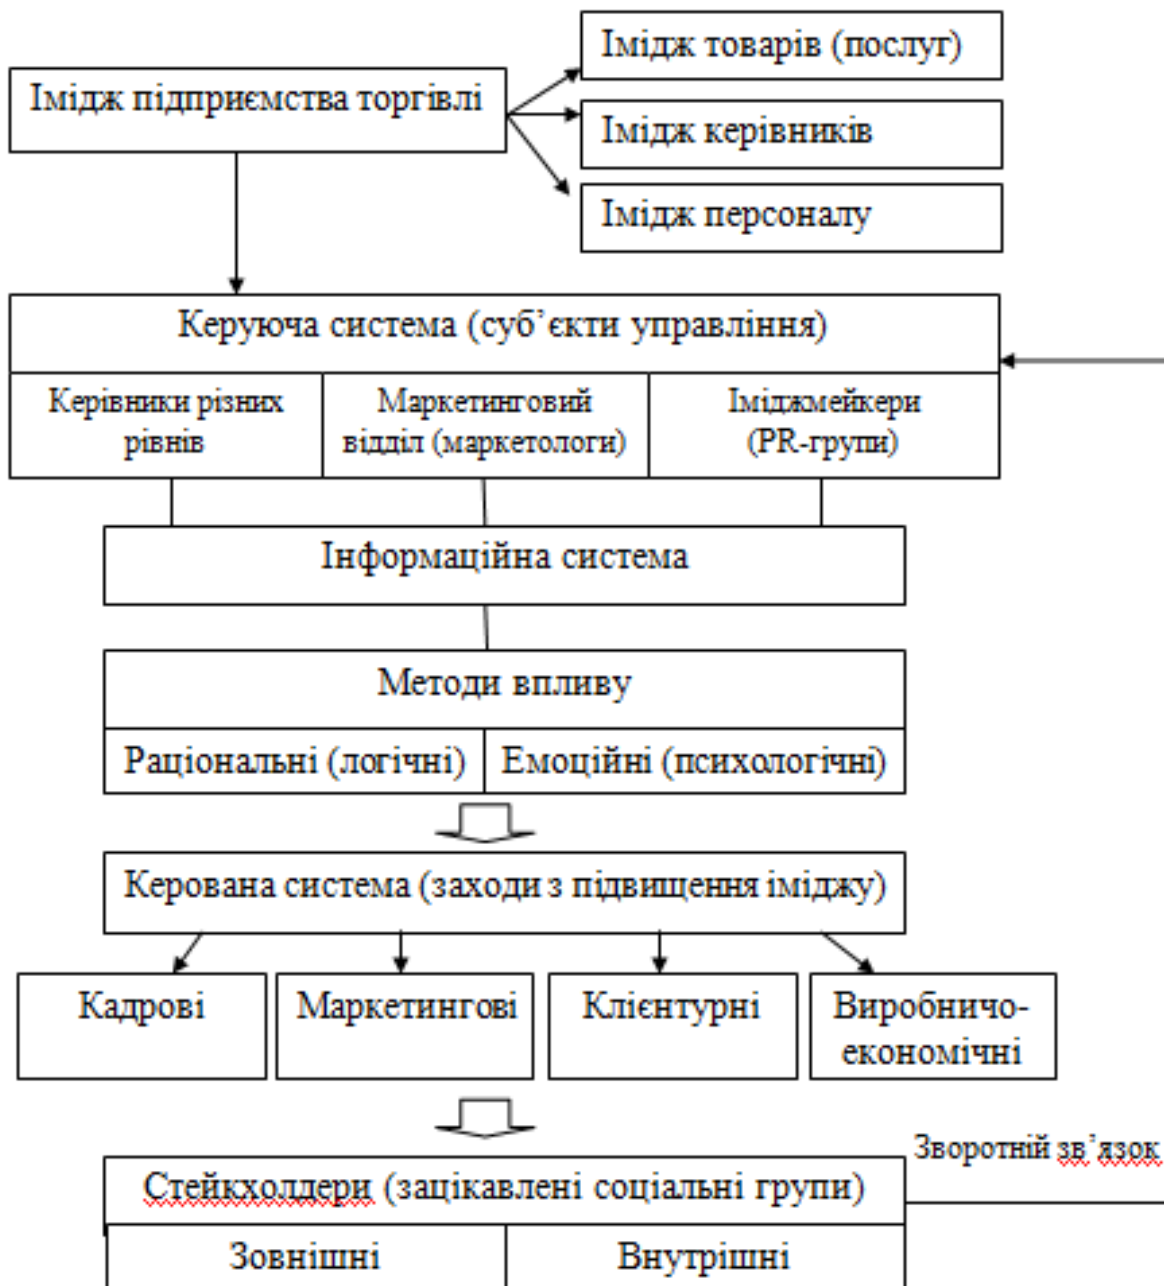 Імідж товарів (послуг)
Імідж підприємства торгівлі
Імідж керівників
Імідж персоналу
Керуюча система (суб’єкти управління)
Керівники різних
рівнів
Маркетинговий
відділ (маркетологи)
Іміджмейкери
(PR-групи)
Інформаційна система
Методи впливу
Раціональні (логічні)
Емоційні (психологічні)
Керована система (заходи з підвищення іміджу)
Кадрові
Маркетингові
Клієнтурні
Виробничо-
економічні
Зворотній зв’язок
Стейкхолдери (зацікавлені соціальні групи)
Зовнішні
Внутрішні